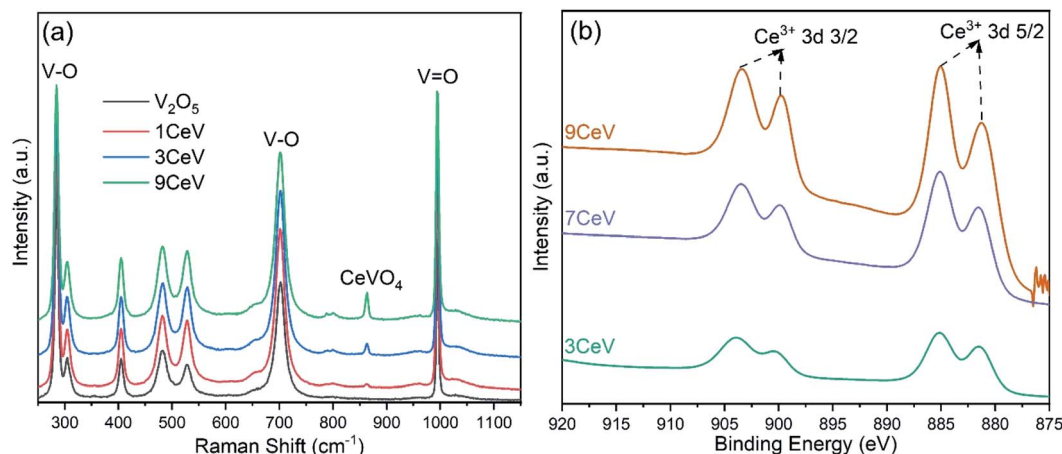 (a)
V-O
V=O
V₂O₅
1CeV
3CeV
9CeV
V-O
CeVO₄
Intensity (a.u.)
300 400 500 600 700 800 900 1000 1100
Raman Shift (cm⁻¹)
(b)
Ce³⁺ 3d 3/2
Ce³⁺ 3d 5/2
9CeV
7CeV
3CeV
Intensity (a.u.)
920 915 910 905 900 895 890 885 880 875
Binding Energy (eV)